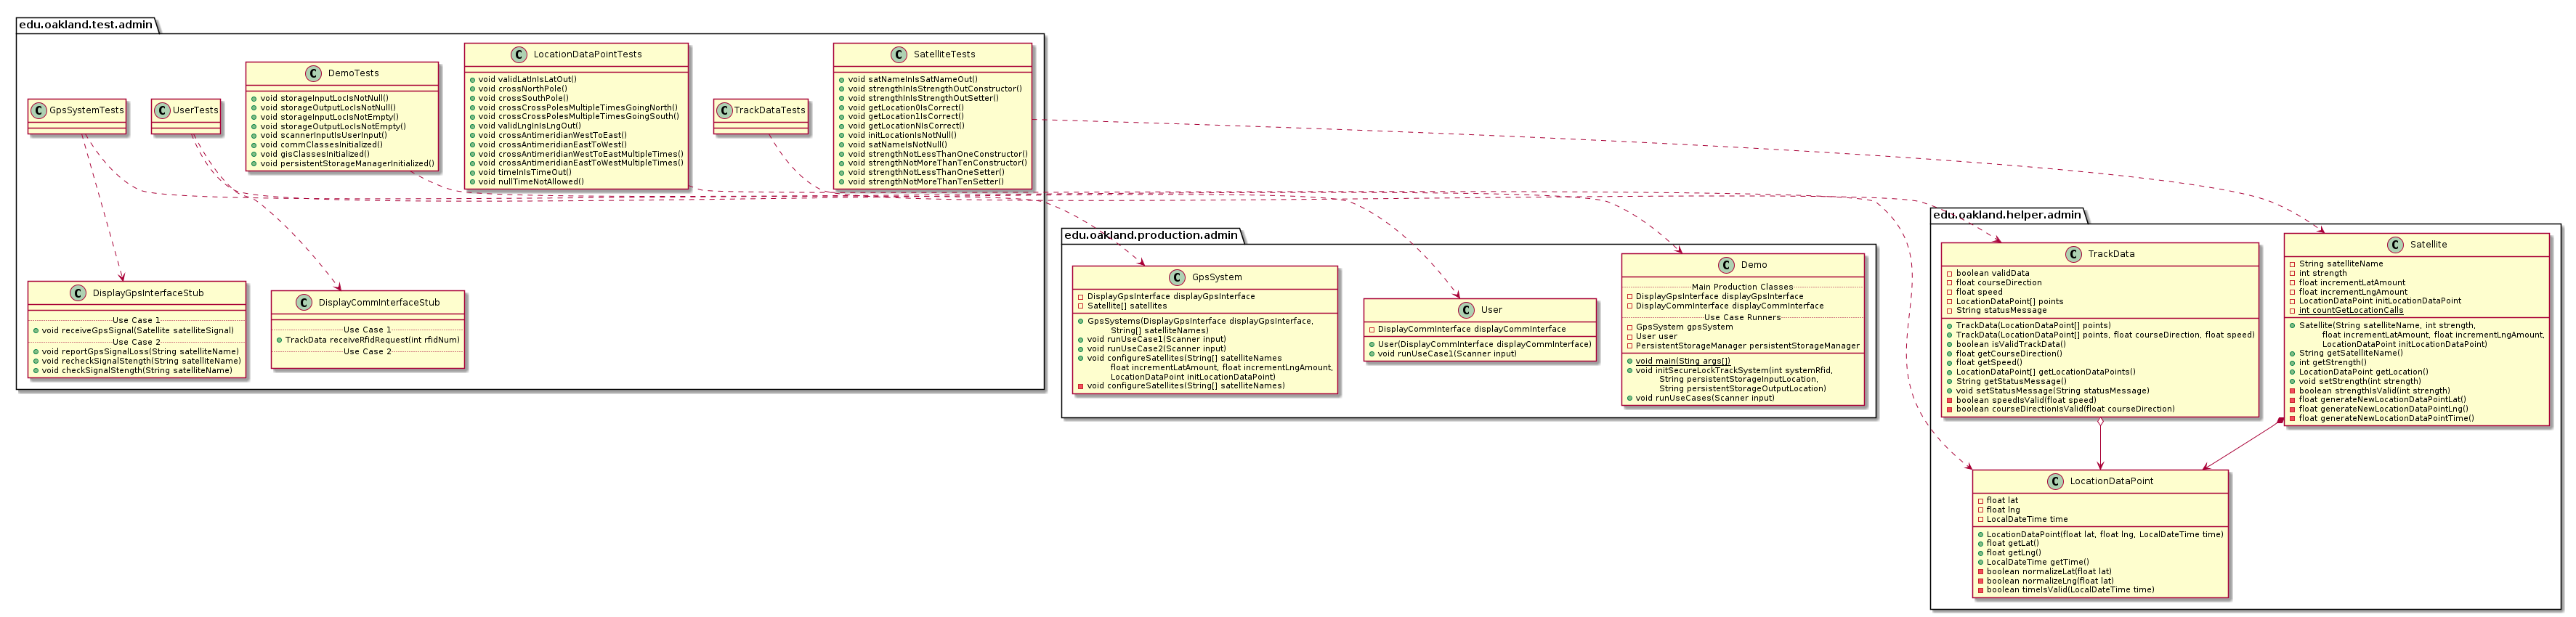 edu.oakland.test.admin
GpsSystemTests
UserTests
DemoTests
void storageInputLocIsNotNull()
void storageOutputLocIsNotNull()
void storageInputLocIsNotEmpty()
void storageOutputLocIsNotEmpty()
void scannerInputIsUserInput()
void commClassesInitialized()
void gisClassesInitialized()
void persistentStorageManagerInitialized()
LocationDataPointTests
void validLatInIsLatOut()
void crossNorthPole()
void crossSouthPole()
void crossCrossPolesMultipleTimesGoingNorth()
void crossCrossPolesMultipleTimesGoingSouth()
void validLngInIsLngOut()
void crossAntimeridianWestToEast()
void crossAntimeridianEastToWest()
void crossAntimeridianWestToEastMultipleTimes()
void crossAntimeridianEastToWestMultipleTimes()
void timeInIsTimeOut()
void nullTimeNotAllowed()
TrackDataTests
SatelliteTests
void satNameInIsSatNameOut()
void strengthInIsStrengthOutConstructor()
void strengthInIsStrengthOutSetter()
void getLocation0IsCorrect()
void getLocation1IsCorrect()
void getLocationNIsCorrect()
void initLocationIsNotNull()
void satNameIsNotNull()
void strengthNotLessThanOneConstructor()
void strengthNotMoreThanTenConstructor()
void strengthNotLessThanOneSetter()
void strengthNotMoreThanTenSetter()
DisplayGpsInterfaceStub
Use Case 1
void receiveGpsSignal(Satellite satelliteSignal)
Use Case 2
void reportGpsSignalLoss(String satelliteName)
void recheckSignalStength(String satelliteName)
void checkSignalStength(String satelliteName)
DisplayCommInterfaceStub
Use Case 1
TrackData receiveRfidRequest(int rfidNum)
Use Case 2
edu.oakland.production.admin
GpsSystem
DisplayGpsInterface displayGpsInterface
Satellite[] satellites
GpsSystems(DisplayGpsInterface displayGpsInterface,
String[] satelliteNames)
void runUseCase1(Scanner input)
void runUseCase2(Scanner input)
void configureSatellites(String[] satelliteNames
float incrementLatAmount, float incrementLngAmount,
LocationDataPoint initLocationDataPoint)
void configureSatellites(String[] satelliteNames)
User
DisplayCommInterface displayCommInterface
User(DisplayCommInterface displayCommInterface)
void runUseCase1(Scanner input)
Demo
Main Production Classes
DisplayGpsInterface displayGpsInterface
DisplayCommInterface displayCommInterface
Use Case Runners
GpsSystem gpsSystem
User user
PersistentStorageManager persistentStorageManager
void main(Sting args[])
void initSecureLockTrackSystem(int systemRfid,
String persistentStorageInputLocation,
String persistentStorageOutputLocation)
void runUseCases(Scanner input)
edu.oakland.helper.admin
TrackData
boolean validData
float courseDirection
float speed
LocationDataPoint[] points
String statusMessage
TrackData(LocationDataPoint[] points)
TrackData(LocationDataPoint[] points, float courseDirection, float speed)
boolean isValidTrackData()
float getCourseDirection()
float getSpeed()
LocationDataPoint[] getLocationDataPoints()
String getStatusMessage()
void setStatusMessage(String statusMessage)
boolean speedIsValid(float speed)
boolean courseDirectionIsValid(float courseDirection)
Satellite
String satelliteName
int strength
float incrementLatAmount
float incrementLngAmount
LocationDataPoint initLocationDataPoint
int countGetLocationCalls
Satellite(String satelliteName, int strength,
float incrementLatAmount, float incrementLngAmount,
LocationDataPoint initLocationDataPoint)
String getSatelliteName()
int getStrength()
LocationDataPoint getLocation()
void setStrength(int strength)
boolean strengthIsValid(int strength)
float generateNewLocationDataPointLat()
float generateNewLocationDataPointLng()
float generateNewLocationDataPointTime()
LocationDataPoint
float lat
float lng
LocalDateTime time
LocationDataPoint(float lat, float lng, LocalDateTime time)
float getLat()
float getLng()
LocalDateTime getTime()
boolean normalizeLat(float lat)
boolean normalizeLng(float lat)
boolean timeIsValid(LocalDateTime time)